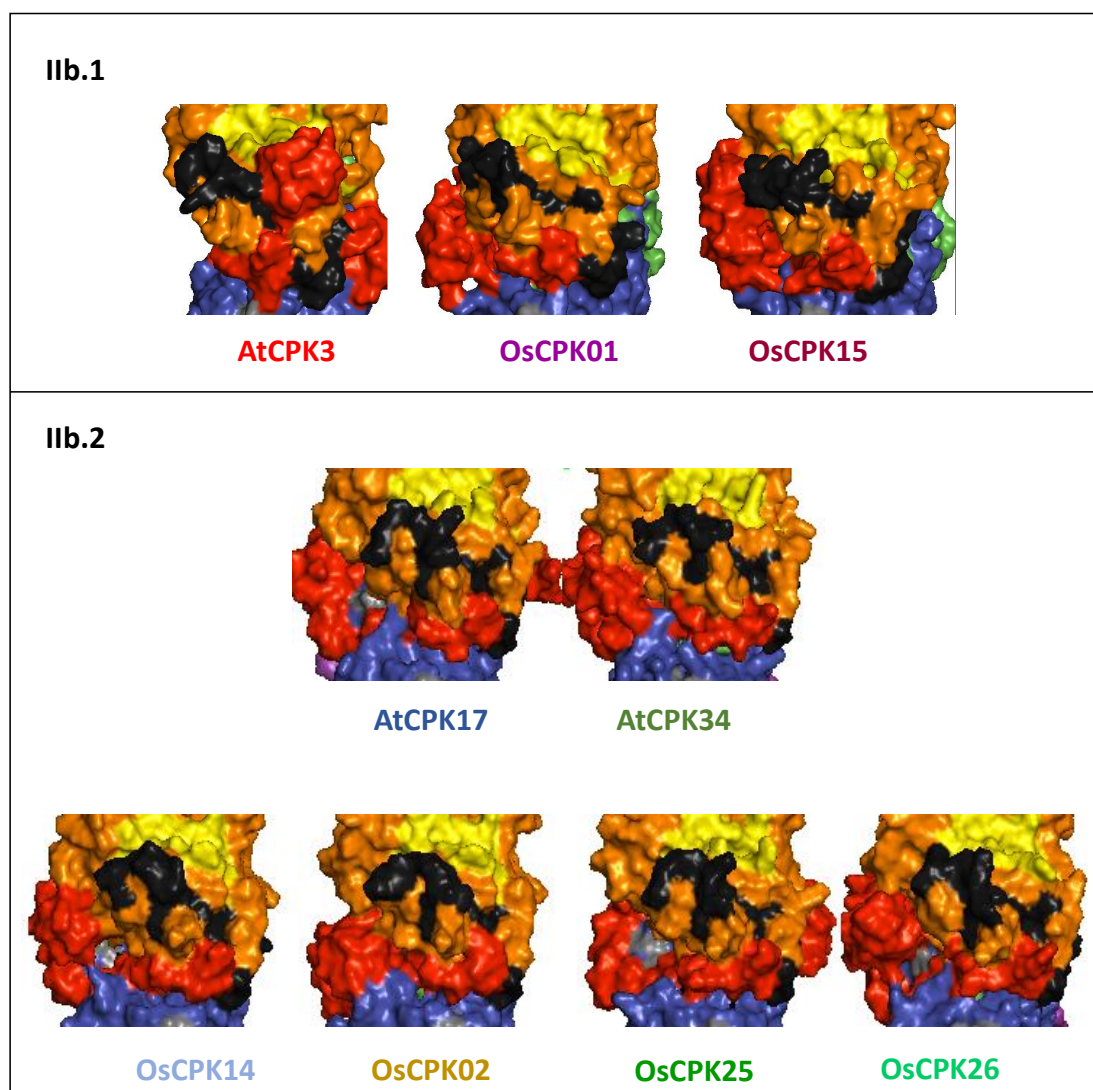 IIb.1
AtCPK3 OsCPK01 OsCPK15
IIb.2
AtCPK17 AtCPK34
OsCPK14 OsCPK02 OsCPK25 OsCPK26